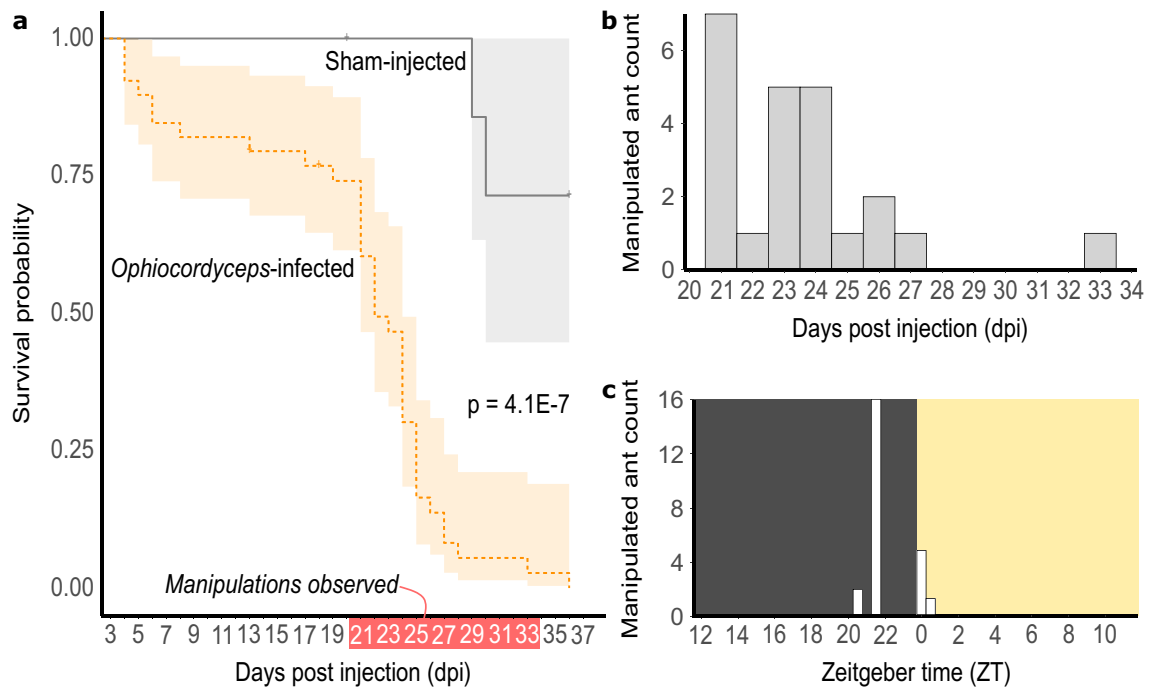 a
1.00
0.75
0.50
0.25
0.00
Survival probability
Sham-injected
Ophiocordyceps-infected
p = 4.1E-7
Manipulations observed
3 5 7 9 11 13 15 17 19 21 23 25 27 29 31 33 35 37
Days post injection (dpi)
b
6
4
2
0
Manipulated ant count
20 21 22 23 24 25 26 27 28 29 30 31 32 33 34
Days post injection (dpi)
c
16
12
8
4
0
Manipulated ant count
12 14 16 18 20 22 0 2 4 6 8 10
Zeitgeber time (ZT)